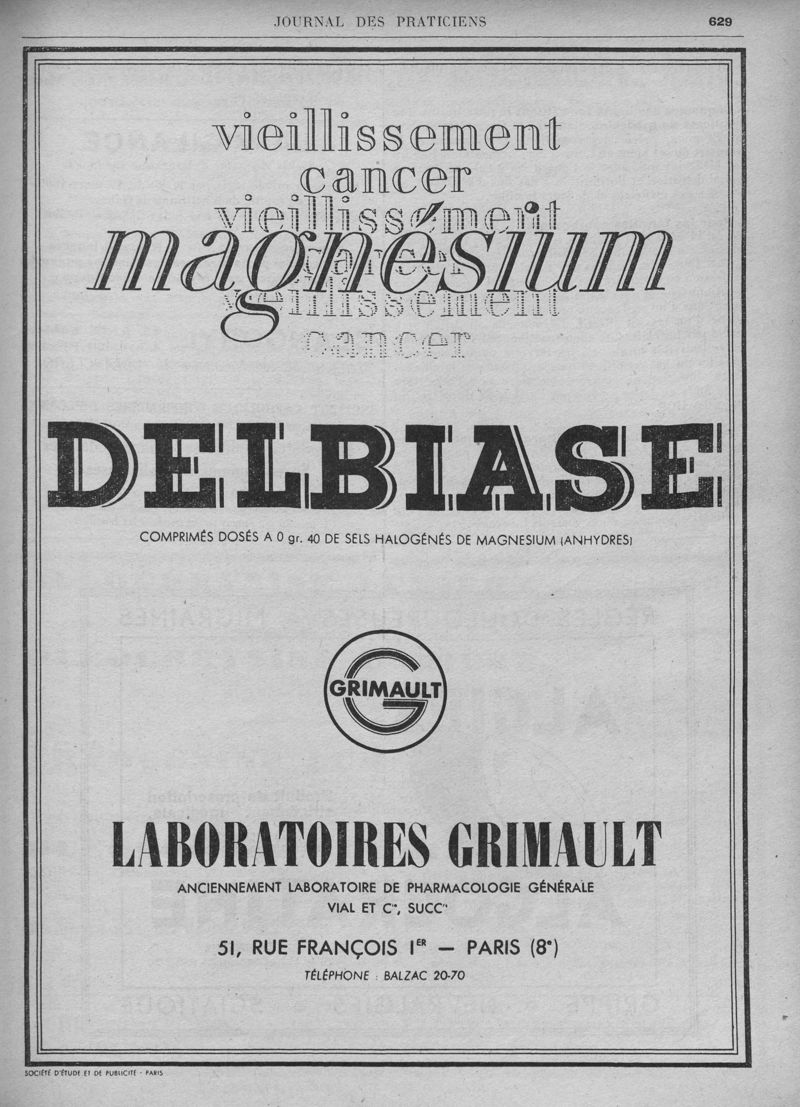 JOURNAL DES PRATICIENS 629
vieillissement
cancer
vieillissement
magnésium
cancer
vieillissement
cancer
DELBIASE
COMPRIMÉS DOSÉS A 0 gr. 40 DE SELS HALOGÉNÉS DE MAGNESIUM (ANHYDRES)
GRIMAULT
LABORATOIRES GRIMAULT
ANCIENNEMENT LABORATOIRE DE PHARMACOLOGIE GÉNÉRALE
VIAL ET Cie, SUCCrs
51, RUE FRANÇOIS IER — PARIS (8e)
TÉLÉPHONE : BALZAC 20-70
SOCIÉTÉ D'ÉTUDE ET DE PUBLICITÉ - PARIS